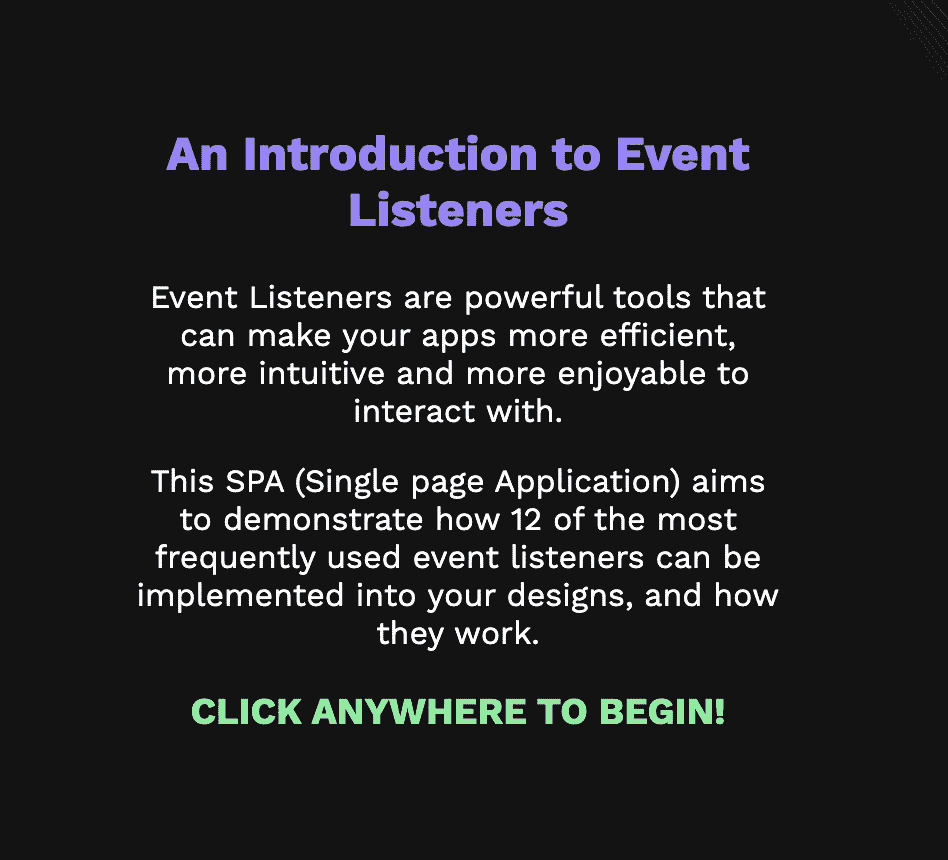 An Introduction to Event
Listeners
Event Listeners are powerful tools that
can make your apps more efficient,
more intuitive and more enjoyable to
interact with.
This SPA (Single page Application) aims
to demonstrate how 12 of the most
frequently used event listeners can be
implemented into your designs, and how
they work.
CLICK ANYWHERE TO BEGIN!